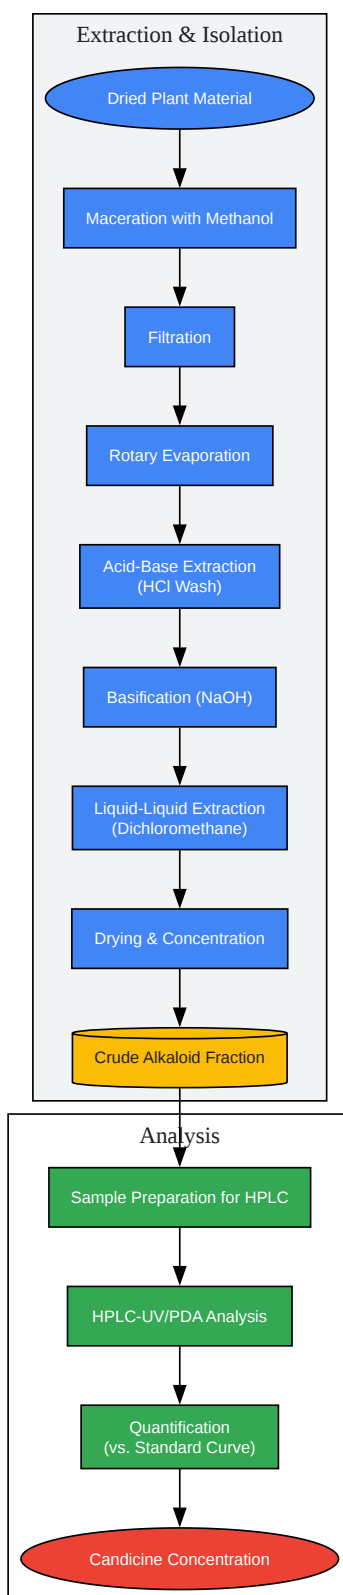 Extraction & Isolation
Dried Plant Material
Maceration with Methanol
Filtration
Rotary Evaporation
Acid-Base Extraction
(HCl Wash)
Basification (NaOH)
Liquid-Liquid Extraction
(Dichloromethane)
Drying & Concentration
Crude Alkaloid Fraction
Analysis
Sample Preparation for HPLC
HPLC-UV/PDA Analysis
Quantification
(vs. Standard Curve)
Candicine Concentration